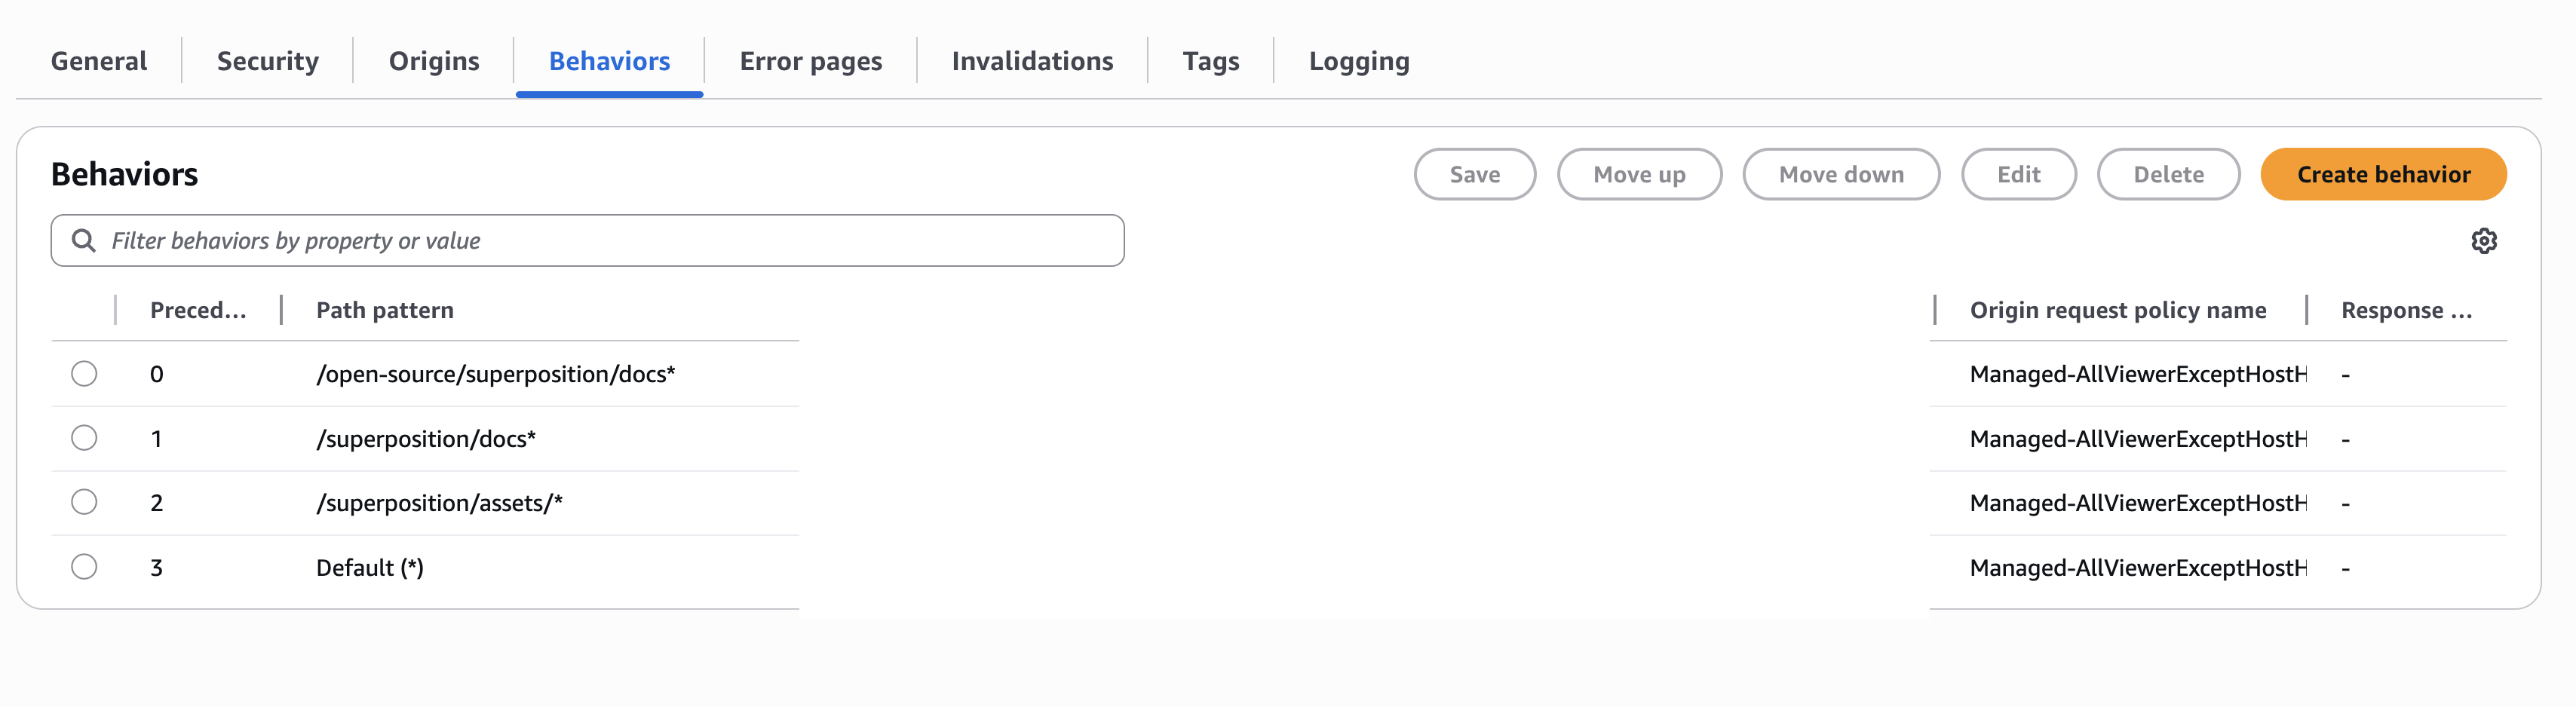 General Security Origins Behaviors Error pages Invalidations Tags Logging
Behaviors Save Move up Move down Edit Delete Create behavior
Filter behaviors by property or value
Preced... Path pattern Origin request policy name Response ...
0 /open-source/superposition/docs* Managed-AllViewerExceptHostH -
1 /superposition/docs* Managed-AllViewerExceptHostH -
2 /superposition/assets/* Managed-AllViewerExceptHostH -
3 Default (*) Managed-AllViewerExceptHostH -